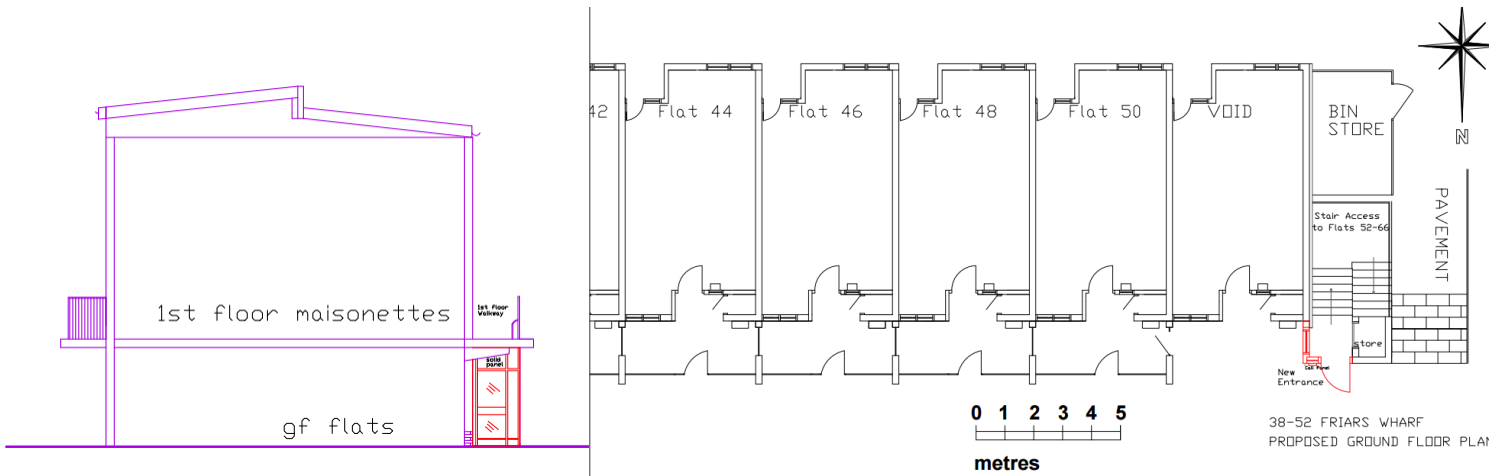 1st floor
Walkway
1st floor maisonettes
solid
panel
gf flats
42
Flat 44
Flat 46
Flat 48
Flat 50
VOID
BIN
STORE
N
PAVEMENT
Stair Access
to Flats 52-66
store
Call Panel
New
Entrance
0 1 2 3 4 5
metres
38-52 FRIARS WHARF
PROPOSED GROUND FLOOR PLAN